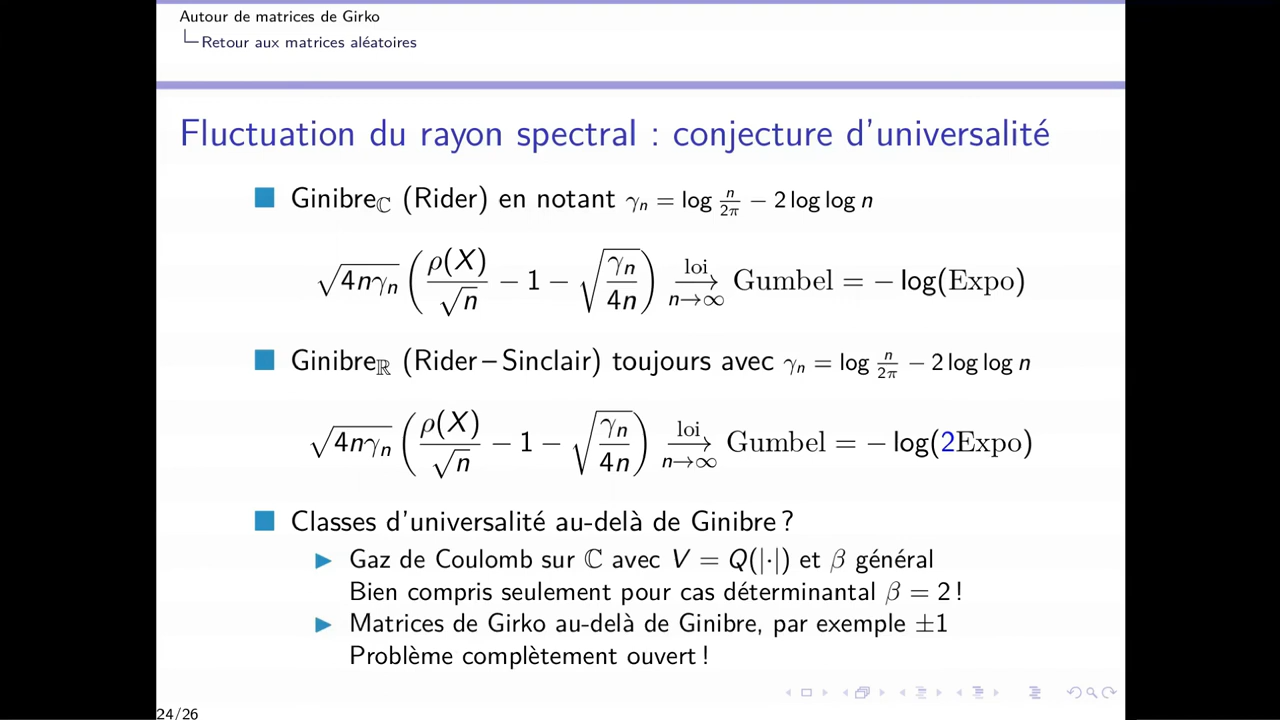 Autour de matrices de Girko
Retour aux matrices aléatoires
Fluctuation du rayon spectral : conjecture d'universalité
Ginibre_ℂ (Rider) en notant γ_n = log n/2π − 2 log log n
√(4nγ_n) (ρ(X)/√n − 1 − √(γ_n/4n)) →^{loi}_{n→∞} Gumbel = − log(Expo)
Ginibre_ℝ (Rider – Sinclair) toujours avec γ_n = log n/2π − 2 log log n
√(4nγ_n) (ρ(X)/√n − 1 − √(γ_n/4n)) →^{loi}_{n→∞} Gumbel = − log(2Expo)
Classes d'universalité au-delà de Ginibre ?
Gaz de Coulomb sur ℂ avec V = Q(|·|) et β général
Bien compris seulement pour cas déterminantal β = 2 !
Matrices de Girko au-delà de Ginibre, par exemple ±1
Problème complètement ouvert !
24/26